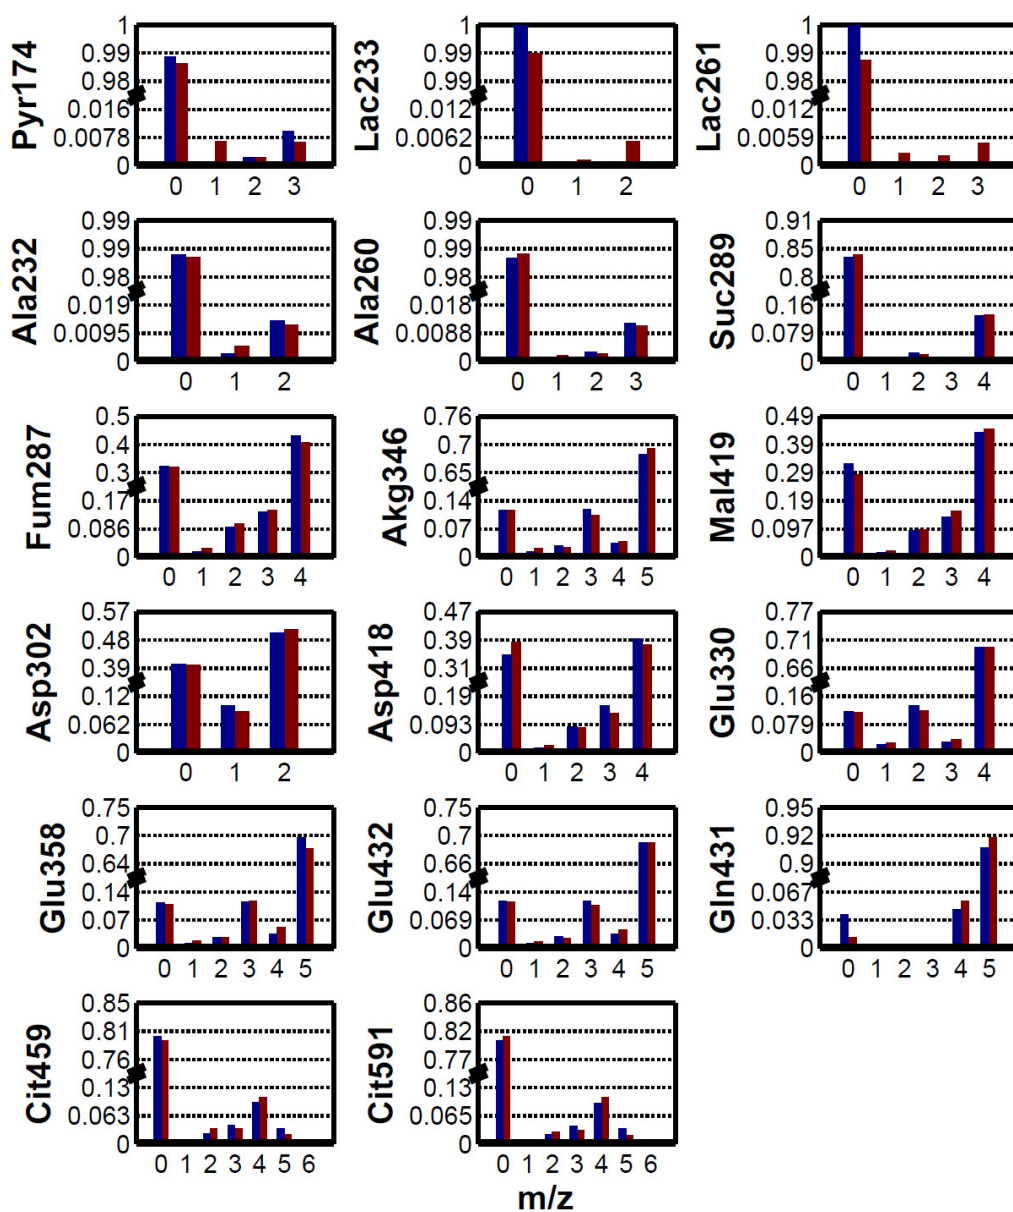 Pyr174
1
0.99
0.98
0.016
0.0078
0
0 1 2 3
Lac233
1
0.99
0.99
0.012
0.0062
0
0 1 2
Lac261
1
0.99
0.98
0.012
0.0059
0
0 1 2 3
Ala232
0.99
0.99
0.98
0.019
0.0095
0
0 1 2
Ala260
0.99
0.99
0.98
0.018
0.0088
0
0 1 2 3
Suc289
0.91
0.85
0.8
0.16
0.079
0
0 1 2 3 4
Fum287
0.5
0.4
0.3
0.17
0.086
0
0 1 2 3 4
Akg346
0.76
0.7
0.65
0.14
0.07
0
0 1 2 3 4 5
Mal419
0.49
0.39
0.29
0.19
0.097
0
0 1 2 3 4
Asp302
0.57
0.48
0.39
0.12
0.062
0
0 1 2
Asp418
0.47
0.39
0.31
0.19
0.093
0
0 1 2 3 4
Glu330
0.77
0.71
0.66
0.16
0.079
0
0 1 2 3 4
Glu358
0.75
0.7
0.64
0.14
0.07
0
0 1 2 3 4 5
Glu432
0.75
0.7
0.64
0.14
0.069
0
0 1 2 3 4 5
Gln431
0.95
0.92
0.9
0.067
0.033
0
0 1 2 3 4 5
Cit459
0.85
0.81
0.76
0.13
0.063
0
0 1 2 3 4 5 6
Cit591
0.86
0.82
0.77
0.13
0.065
0
0 1 2 3 4 5 6
m/z